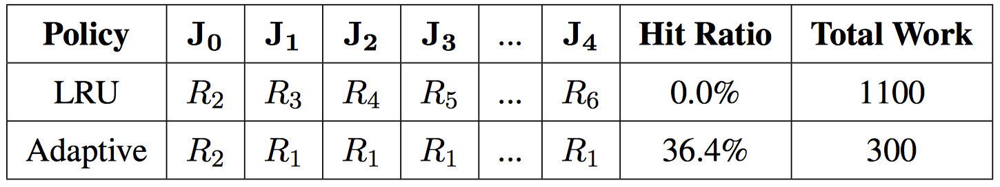 Policy J₀ J₁ J₂ J₃ ... J₄ Hit Ratio Total Work
LRU R₂ R₃ R₄ R₅ ... R₆ 0.0% 1100
Adaptive R₂ R₁ R₁ R₁ ... R₁ 36.4% 300